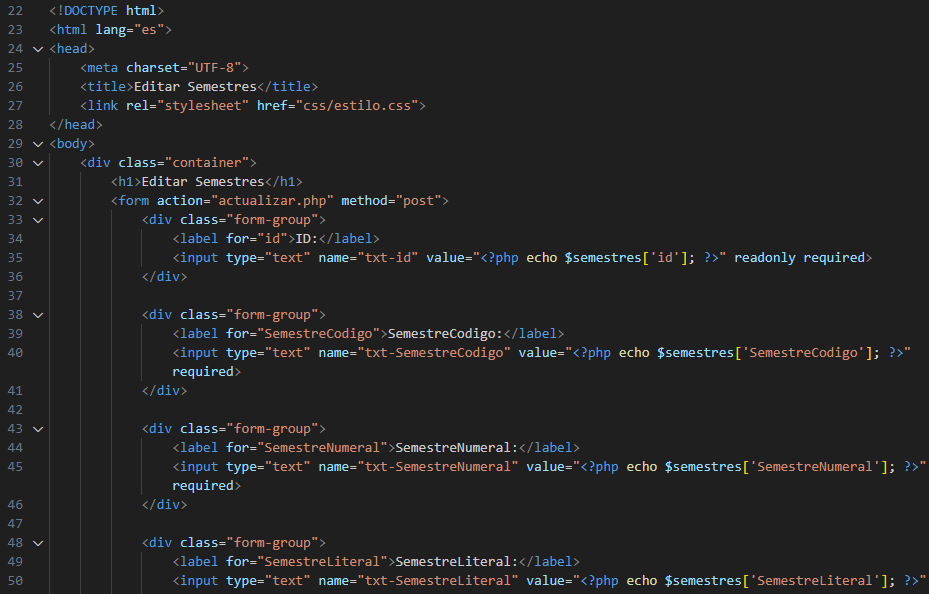 22 <!DOCTYPE html>
23 <html lang="es">
24 <head>
25 <meta charset="UTF-8">
26 <title>Editar Semestres</title>
27 <link rel="stylesheet" href="css/estilo.css">
28 </head>
29 <body>
30 <div class="container">
31 <h1>Editar Semestres</h1>
32 <form action="actualizar.php" method="post">
33 <div class="form-group">
34 <label for="id">ID:</label>
35 <input type="text" name="txt-id" value="<?php echo $semestres['id']; ?>" readonly required>
36 </div>
37
38 <div class="form-group">
39 <label for="SemestreCodigo">SemestreCodigo:</label>
40 <input type="text" name="txt-SemestreCodigo" value="<?php echo $semestres['SemestreCodigo']; ?>"
required>
41 </div>
42
43 <div class="form-group">
44 <label for="SemestreNumeral">SemestreNumeral:</label>
45 <input type="text" name="txt-SemestreNumeral" value="<?php echo $semestres['SemestreNumeral']; ?>"
required>
46 </div>
47
48 <div class="form-group">
49 <label for="SemestreLiteral">SemestreLiteral:</label>
50 <input type="text" name="txt-SemestreLiteral" value="<?php echo $semestres['SemestreLiteral']; ?>"